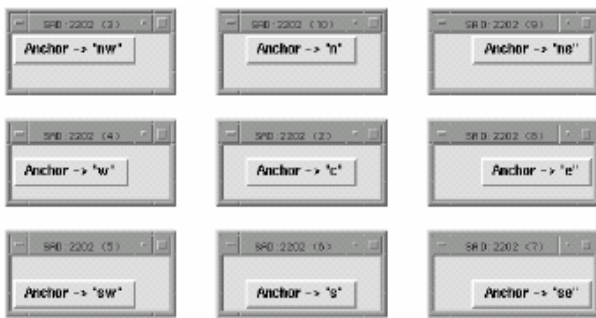 SAD:2202 (3) SAD:2202 (10) SAD:2202 (9)
Anchor -> "nw" Anchor -> "n" Anchor -> "ne"
SAD:2202 (4) SAD:2202 (2) SAD:2202 (8)
Anchor -> "w" Anchor -> "c" Anchor -> "e"
SAD:2202 (5) SAD:2202 (6) SAD:2202 (7)
Anchor -> "sw" Anchor -> "s" Anchor -> "se"